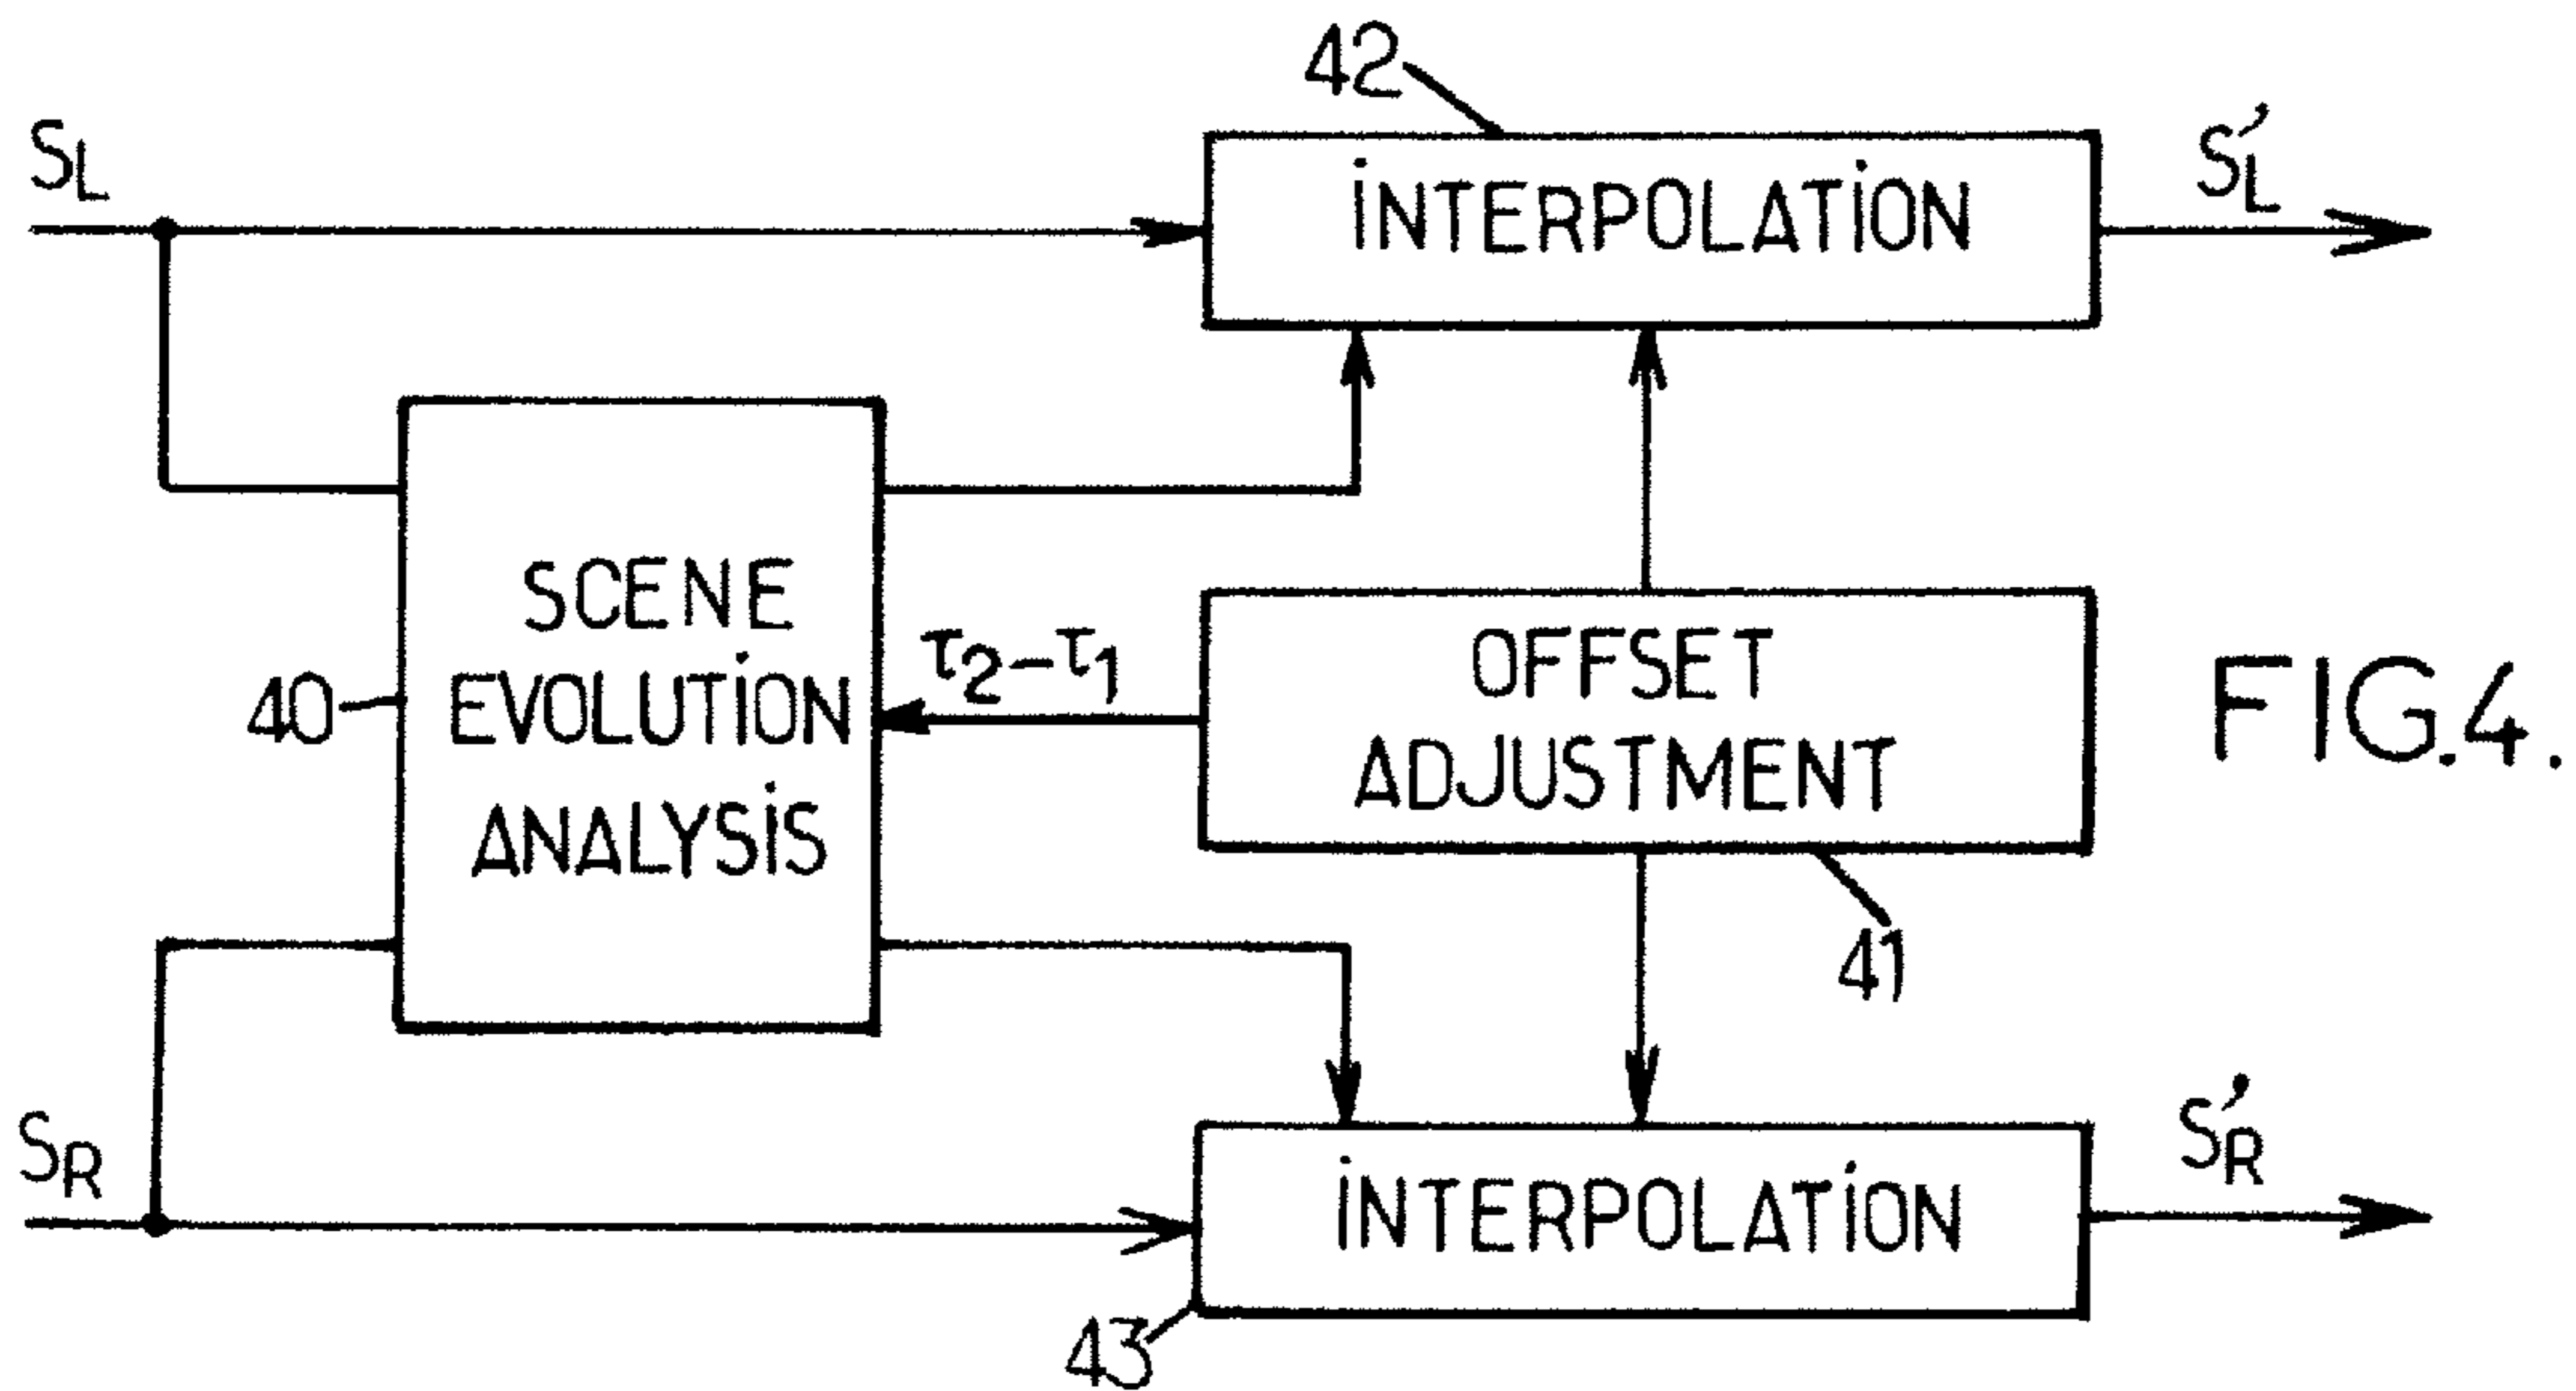 42
SL
iNTERPOLATiON
S'L
SCENE
EVOLUTiON
ANALYSiS
40
τ2-τ1
OFFSET
ADJUSTMENT
41
FIG.4.
SR
iNTERPOLATiON
S'R
43